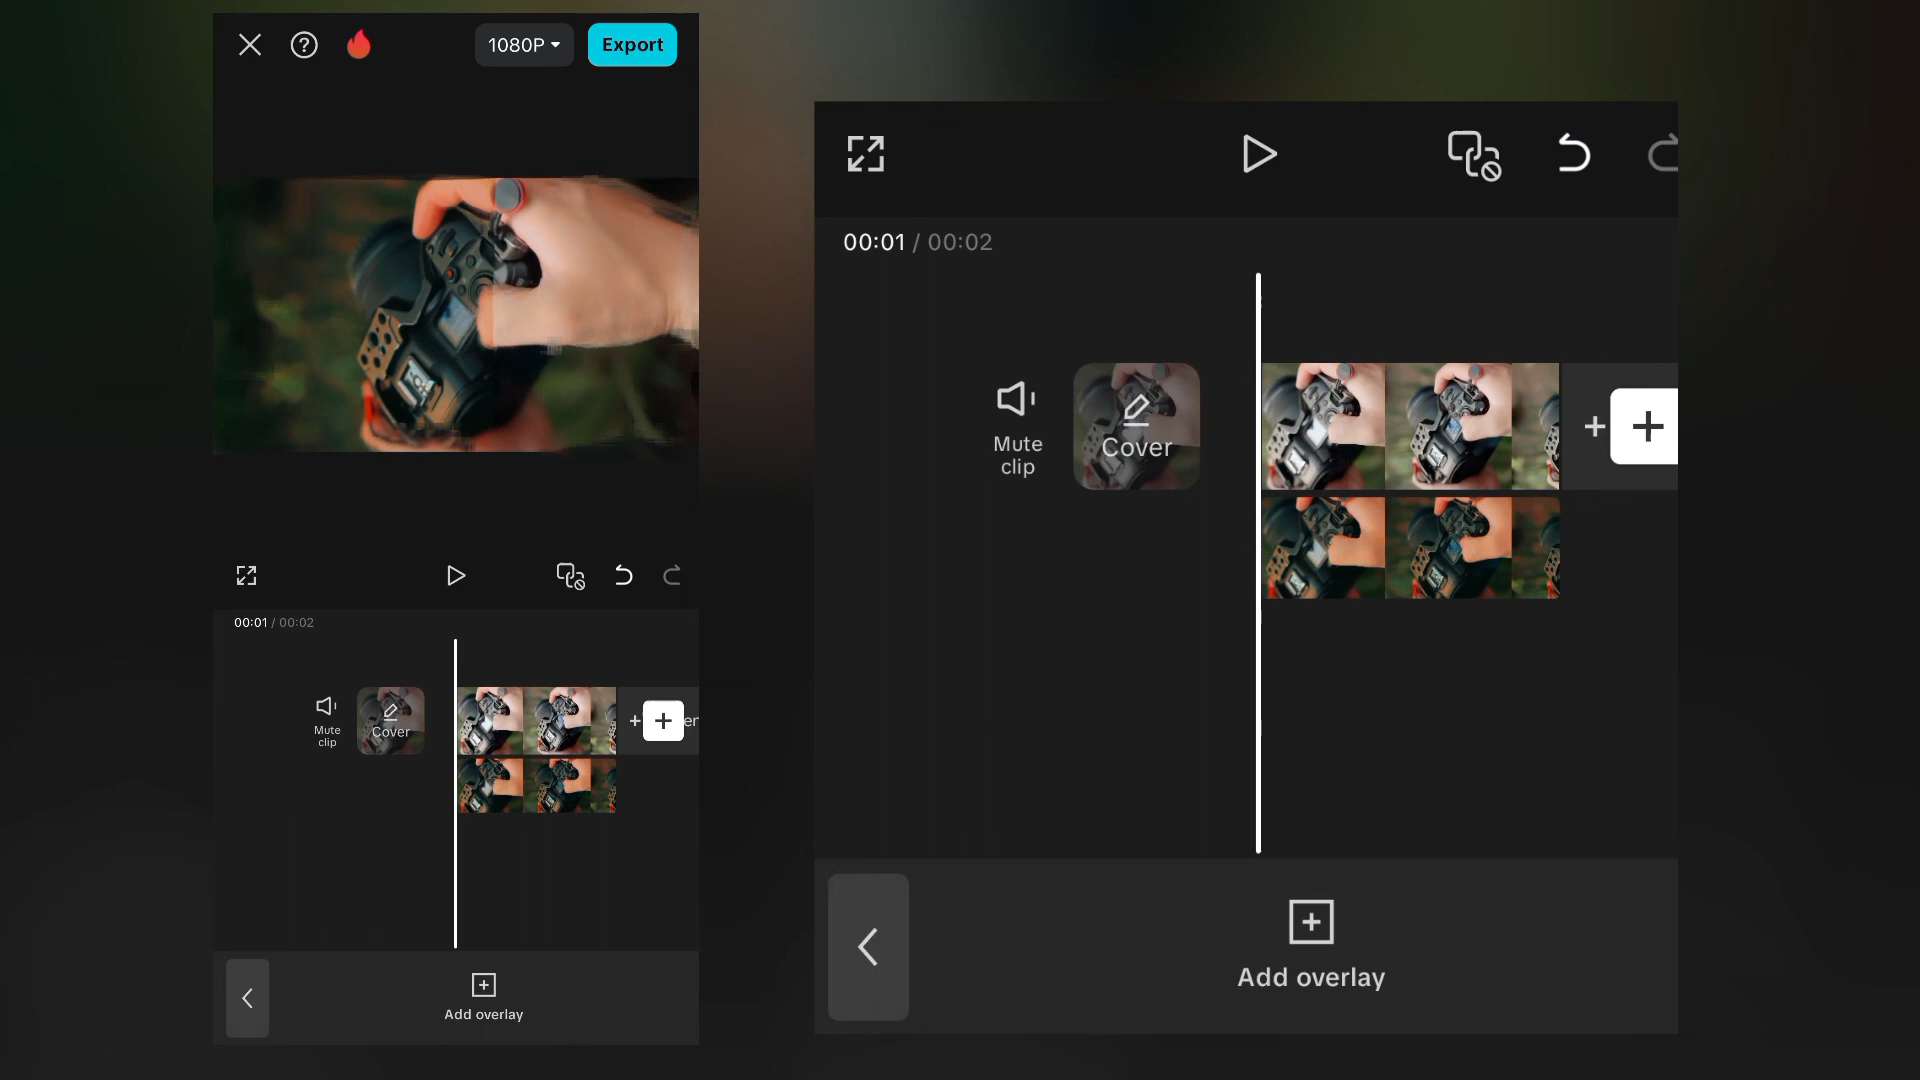 1080P
Export
00:01 / 00:02
Mute
clip
Cover
Add overlay
00:01 / 00:02
Mute
clip
Cover
Add overlay